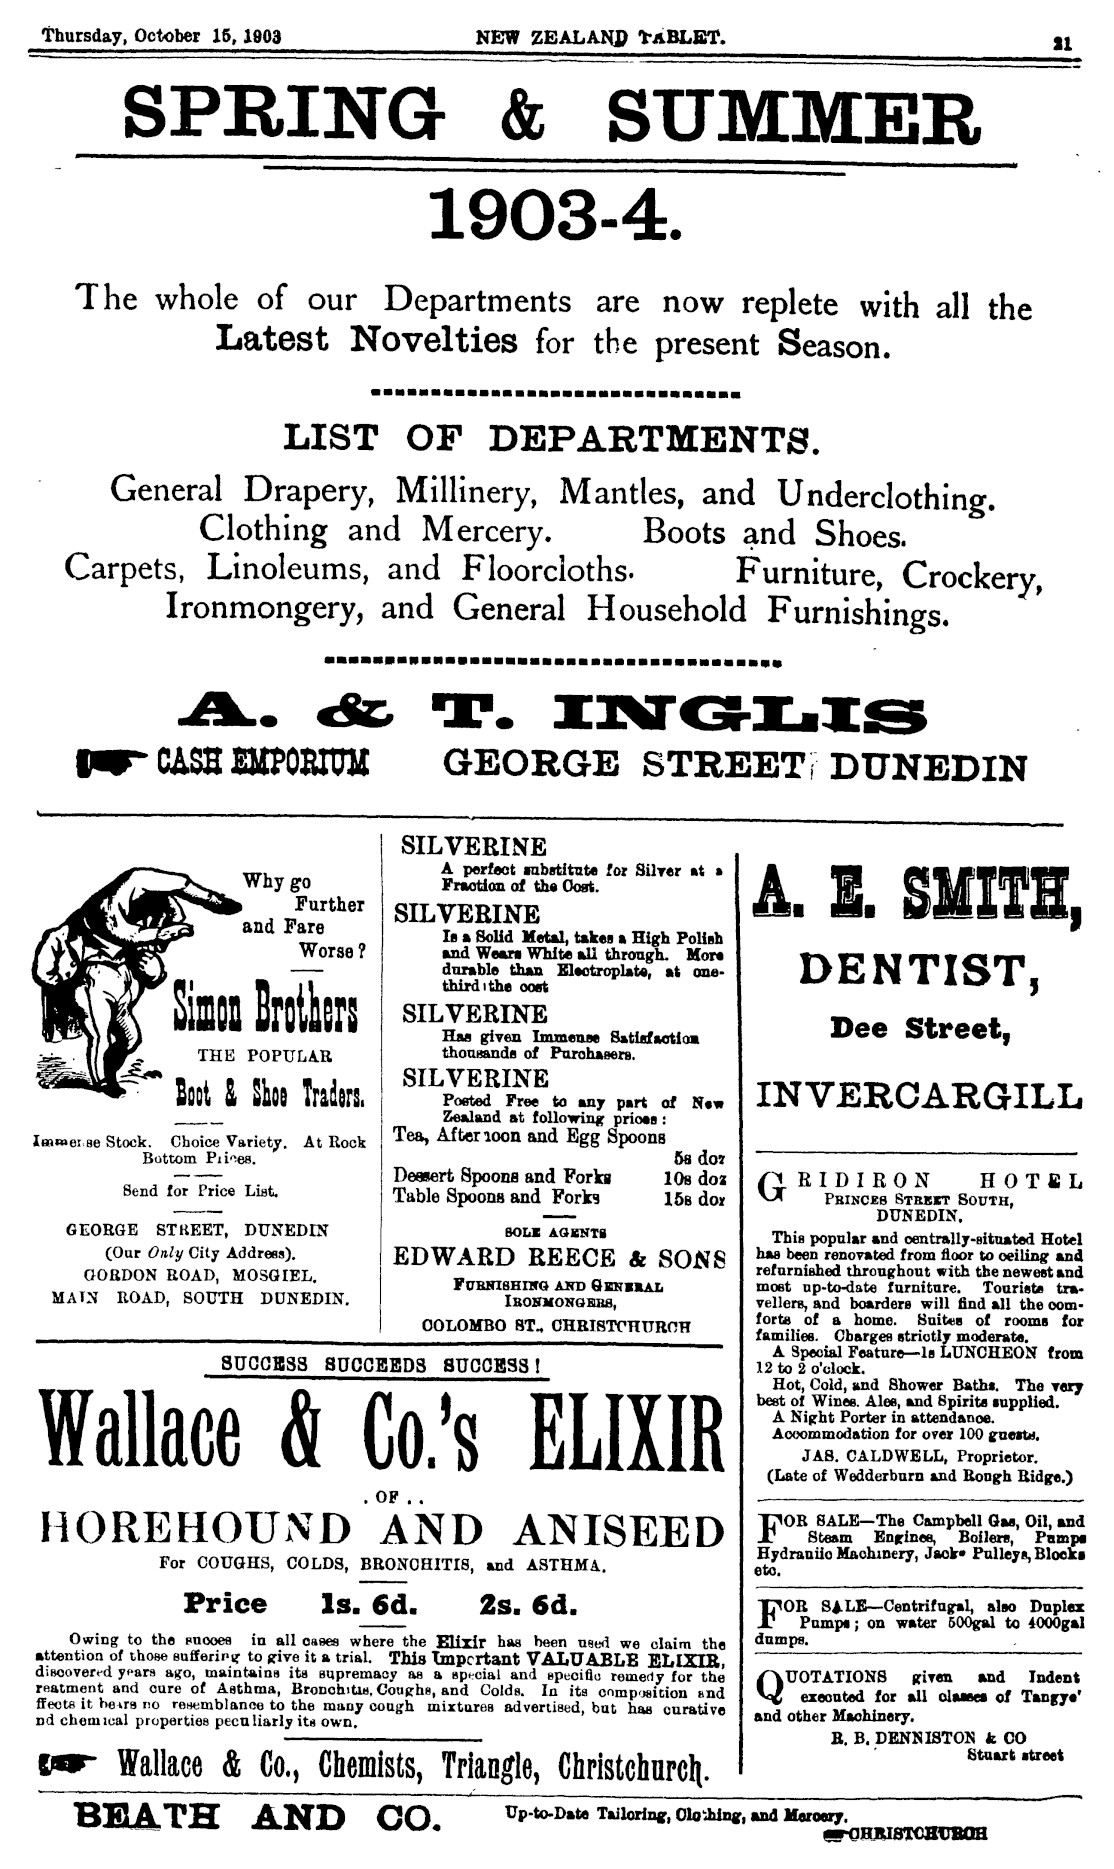 Thursday, October 15, 1903
NEW ZEALAND TABLET.
21
SPRING & SUMMER
1903-4.
The whole of our Departments are now replete with all the
Latest Novelties for the present Season.
LIST OF DEPARTMENTS.
General Drapery, Millinery, Mantles, and Underclothing.
Clothing and Mercery. Boots and Shoes.
Carpets, Linoleums, and Floorcloths. Furniture, Crockery,
Ironmongery, and General Household Furnishings.
A. & T. INGLIS
CASH EMPORIUM GEORGE STREET DUNEDIN
Why go
Further
and Fare
Worse?
Simon Brothers
THE POPULAR
Boot & Shoe Traders.
Immerse Stock. Choice Variety. At Rock
Bottom Prices.
Send for Price List.
GEORGE STREET, DUNEDIN
(Our Only City Address).
GORDON ROAD, MOSGIEL.
MAIN ROAD, SOUTH DUNEDIN.
SILVERINE
A perfect substitute for Silver at a
Fraction of the Cost.
SILVERINE
Is a Solid Metal, takes a High Polish
and Wears White all through. More
durable than Electroplate, at one-
third the cost
SILVERINE
Has given Immense Satisfaction
thousands of Purchasers.
SILVERINE
Posted Free to any part of New
Zealand at following prices:
Tea, Afternoon and Egg Spoons
5s doz
Dessert Spoons and Forks 10s doz
Table Spoons and Forks 15s doz
SOLE AGENTS
EDWARD REECE & SONS
FURNISHING AND GENERAL
IRONMONGERS,
COLOMBO ST., CHRISTCHURCH
SUCCESS SUCCEEDS SUCCESS!
Wallace & Co.'s ELIXIR
. OF . .
HOREHOUND AND ANISEED
For COUGHS, COLDS, BRONCHITIS, and ASTHMA.
Price 1s. 6d. 2s. 6d.
Owing to the succes in all cases where the Elixir has been used we claim the
attention of those suffering to give it a trial. This Important VALUABLE ELIXIR,
discovered years ago, maintains its supremacy as a special and specific remedy for the
reatment and cure of Asthma, Bronchitis, Coughs, and Colds. In its composition and
ffects it bears no resemblance to the many cough mixtures advertised, but has curative
nd chemical properties peculiarly its own.
Wallace & Co., Chemists, Triangle, Christchurch.
A. E. SMITH,
DENTIST,
Dee Street,
INVERCARGILL
GRIDIRON HOTEL
PRINCES STREET SOUTH,
DUNEDIN.
This popular and centrally-situated Hotel
has been renovated from floor to ceiling and
refurnished throughout with the newest and
most up-to-date furniture. Tourists tra-
vellers, and boarders will find all the com-
forts of a home. Suites of rooms for
families. Charges strictly moderate.
A Special Feature—1s LUNCHEON from
12 to 2 o'clock.
Hot, Cold, and Shower Baths. The very
best of Wines. Ales, and Spirits supplied.
A Night Porter in attendance.
Accommodation for over 100 guests.
JAS. CALDWELL, Proprietor.
(Late of Wedderburn and Rough Ridge.)
FOR SALE—The Campbell Gas, Oil, and
Steam Engines, Boilers, Pumps
Hydraulic Machinery, Jacks Pulleys, Blocks
etc.
FOR SALE—Centrifugal, also Duplex
Pumps; on water 500gal to 4000gal
dumps.
QUOTATIONS given and Indent
executed for all classes of Tangye'
and other Machinery.
R. B. DENNISTON & CO
Stuart street
BEATH AND CO. Up-to-Date Tailoring, Clothing, and Mercery.
CHRISTCHURCH